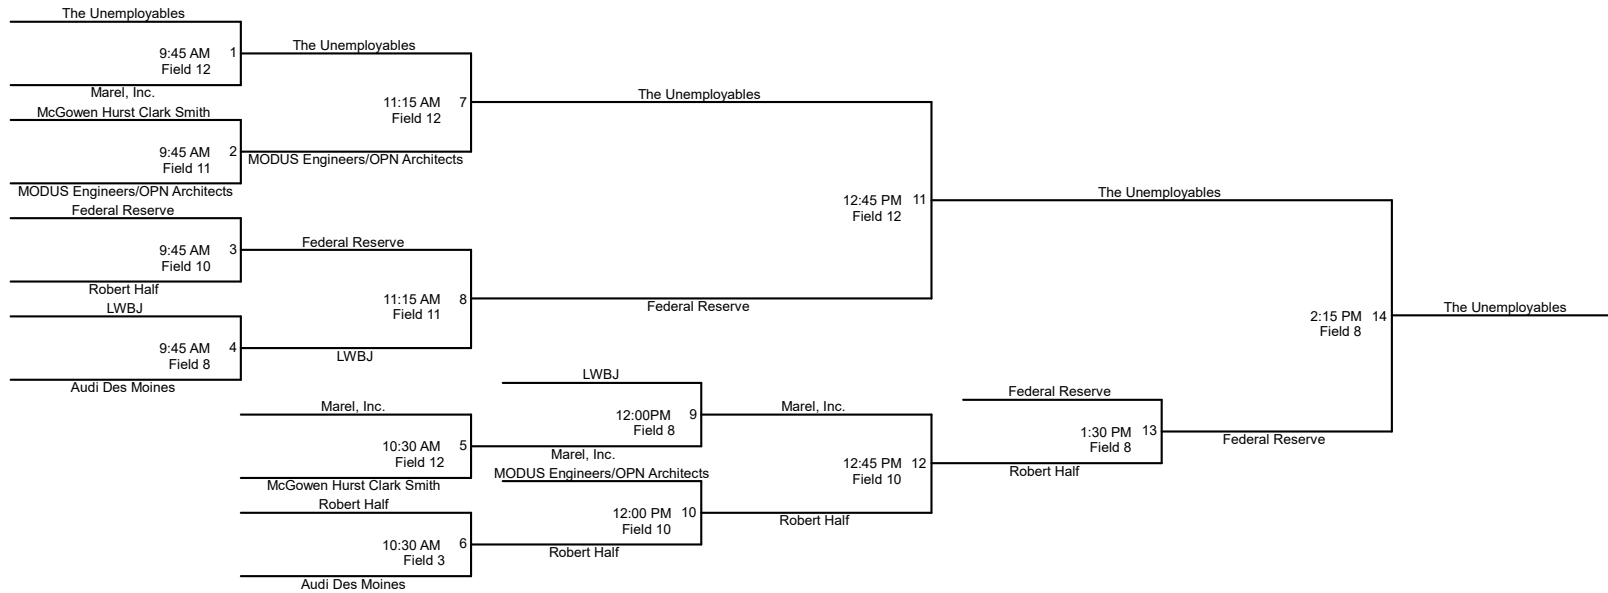 The Unemployables
9:45 AM 1
Field 12
Marel, Inc.
The Unemployables
McGowen Hurst Clark Smith
9:45 AM 2
Field 11
MODUS Engineers/OPN Architects
11:15 AM 7
Field 12
MODUS Engineers/OPN Architects
The Unemployables
Federal Reserve
9:45 AM 3
Field 10
Robert Half
Federal Reserve
LWBJ
9:45 AM 4
Field 8
Audi Des Moines
11:15 AM 8
Field 11
LWBJ
Federal Reserve
12:45 PM 11
Field 12
The Unemployables
Marel, Inc.
10:30 AM 5
Field 12
McGowen Hurst Clark Smith
Robert Half
10:30 AM 6
Field 3
Audi Des Moines
LWBJ
12:00PM 9
Field 8
Marel, Inc.
MODUS Engineers/OPN Architects
12:00 PM 10
Field 10
Robert Half
Marel, Inc.
12:45 PM 12
Field 10
Robert Half
Federal Reserve
1:30 PM 13
Field 8
Robert Half
Federal Reserve
2:15 PM 14
Field 8
The Unemployables